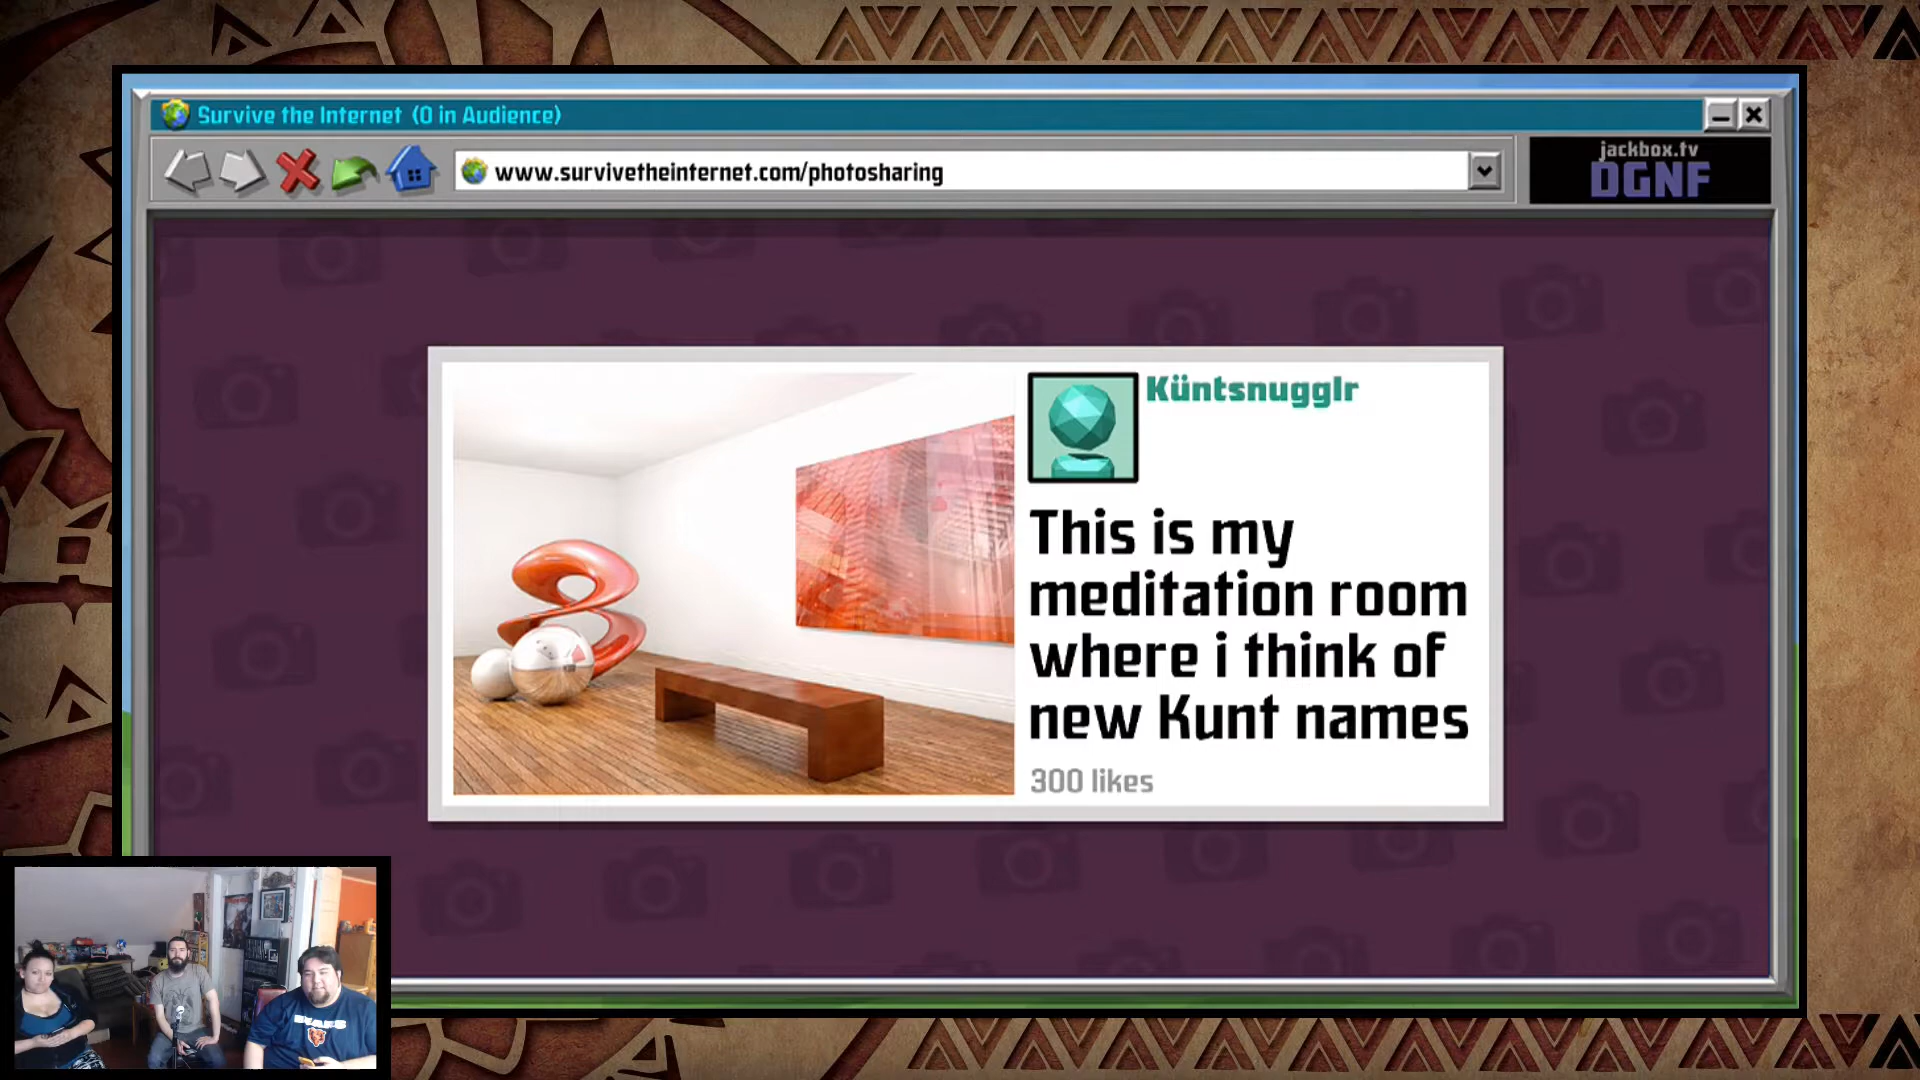 Survive the Internet (0 in Audience)
www.survivetheinternet.com/photosharing
jackbox.tv
DGNF
Küntsnugglr
This is my
meditation room
where i think of
new Kunt names
300 likes
BEARS